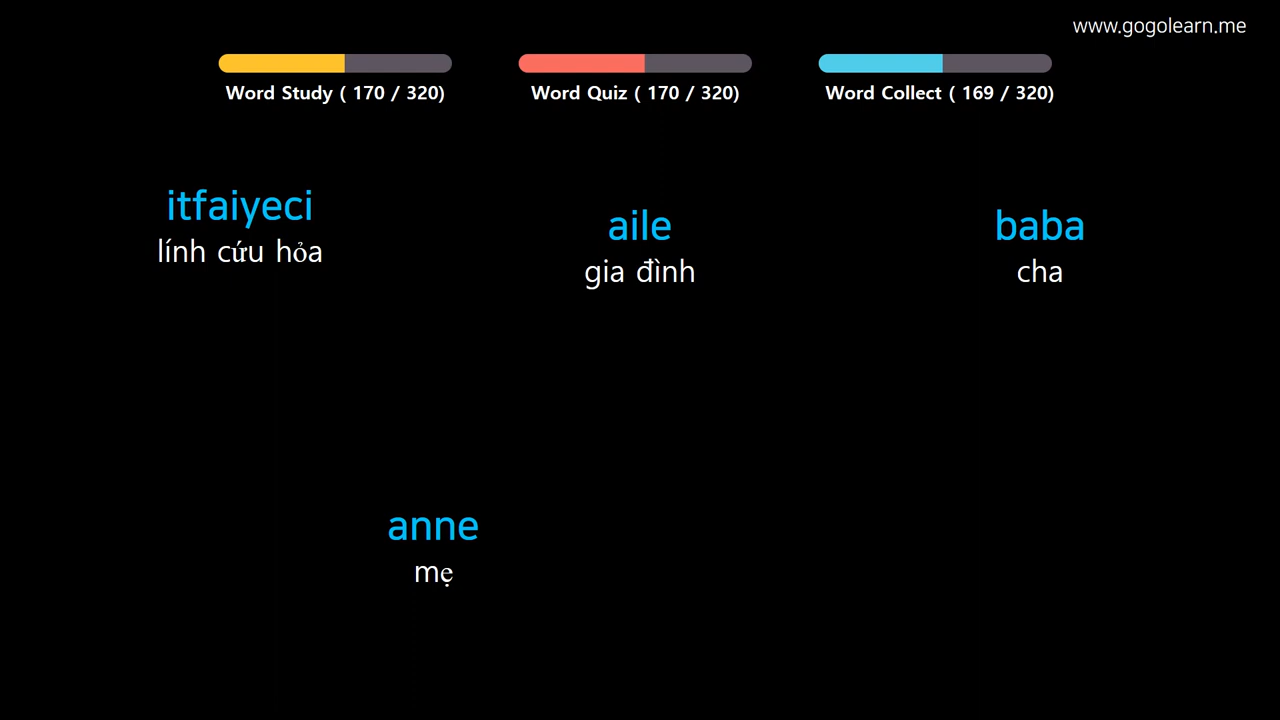 www.gogolearn.me
Word Study ( 170 / 320)
Word Quiz ( 170 / 320)
Word Collect ( 169 / 320)
itfaiyeci
lính cứu hỏa
aile
gia đình
baba
cha
anne
mẹ